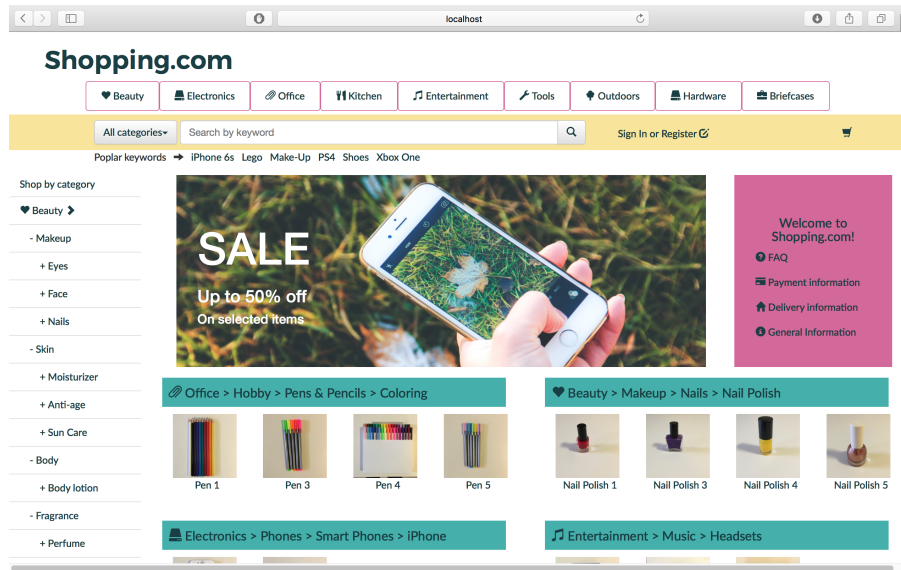 localhost
Shopping.com
Beauty Electronics Office Kitchen Entertainment Tools Outdoors Hardware Briefcases
All categories Search by keyword Sign In or Register
Poplar keywords iPhone 6s Lego Make-Up PS4 Shoes Xbox One
Shop by category
Beauty
- Makeup
+ Eyes
+ Face
+ Nails
- Skin
+ Moisturizer
+ Anti-age
+ Sun Care
- Body
+ Body lotion
- Fragrance
+ Perfume
SALE
Up to 50% off
On selected items
Welcome to
Shopping.com!
FAQ
Payment information
Delivery information
General Information
Office > Hobby > Pens & Pencils > Coloring
Pen 1 Pen 3 Pen 4 Pen 5
Beauty > Makeup > Nails > Nail Polish
Nail Polish 1 Nail Polish 3 Nail Polish 4 Nail Polish 5
Electronics > Phones > Smart Phones > iPhone
Entertainment > Music > Headsets